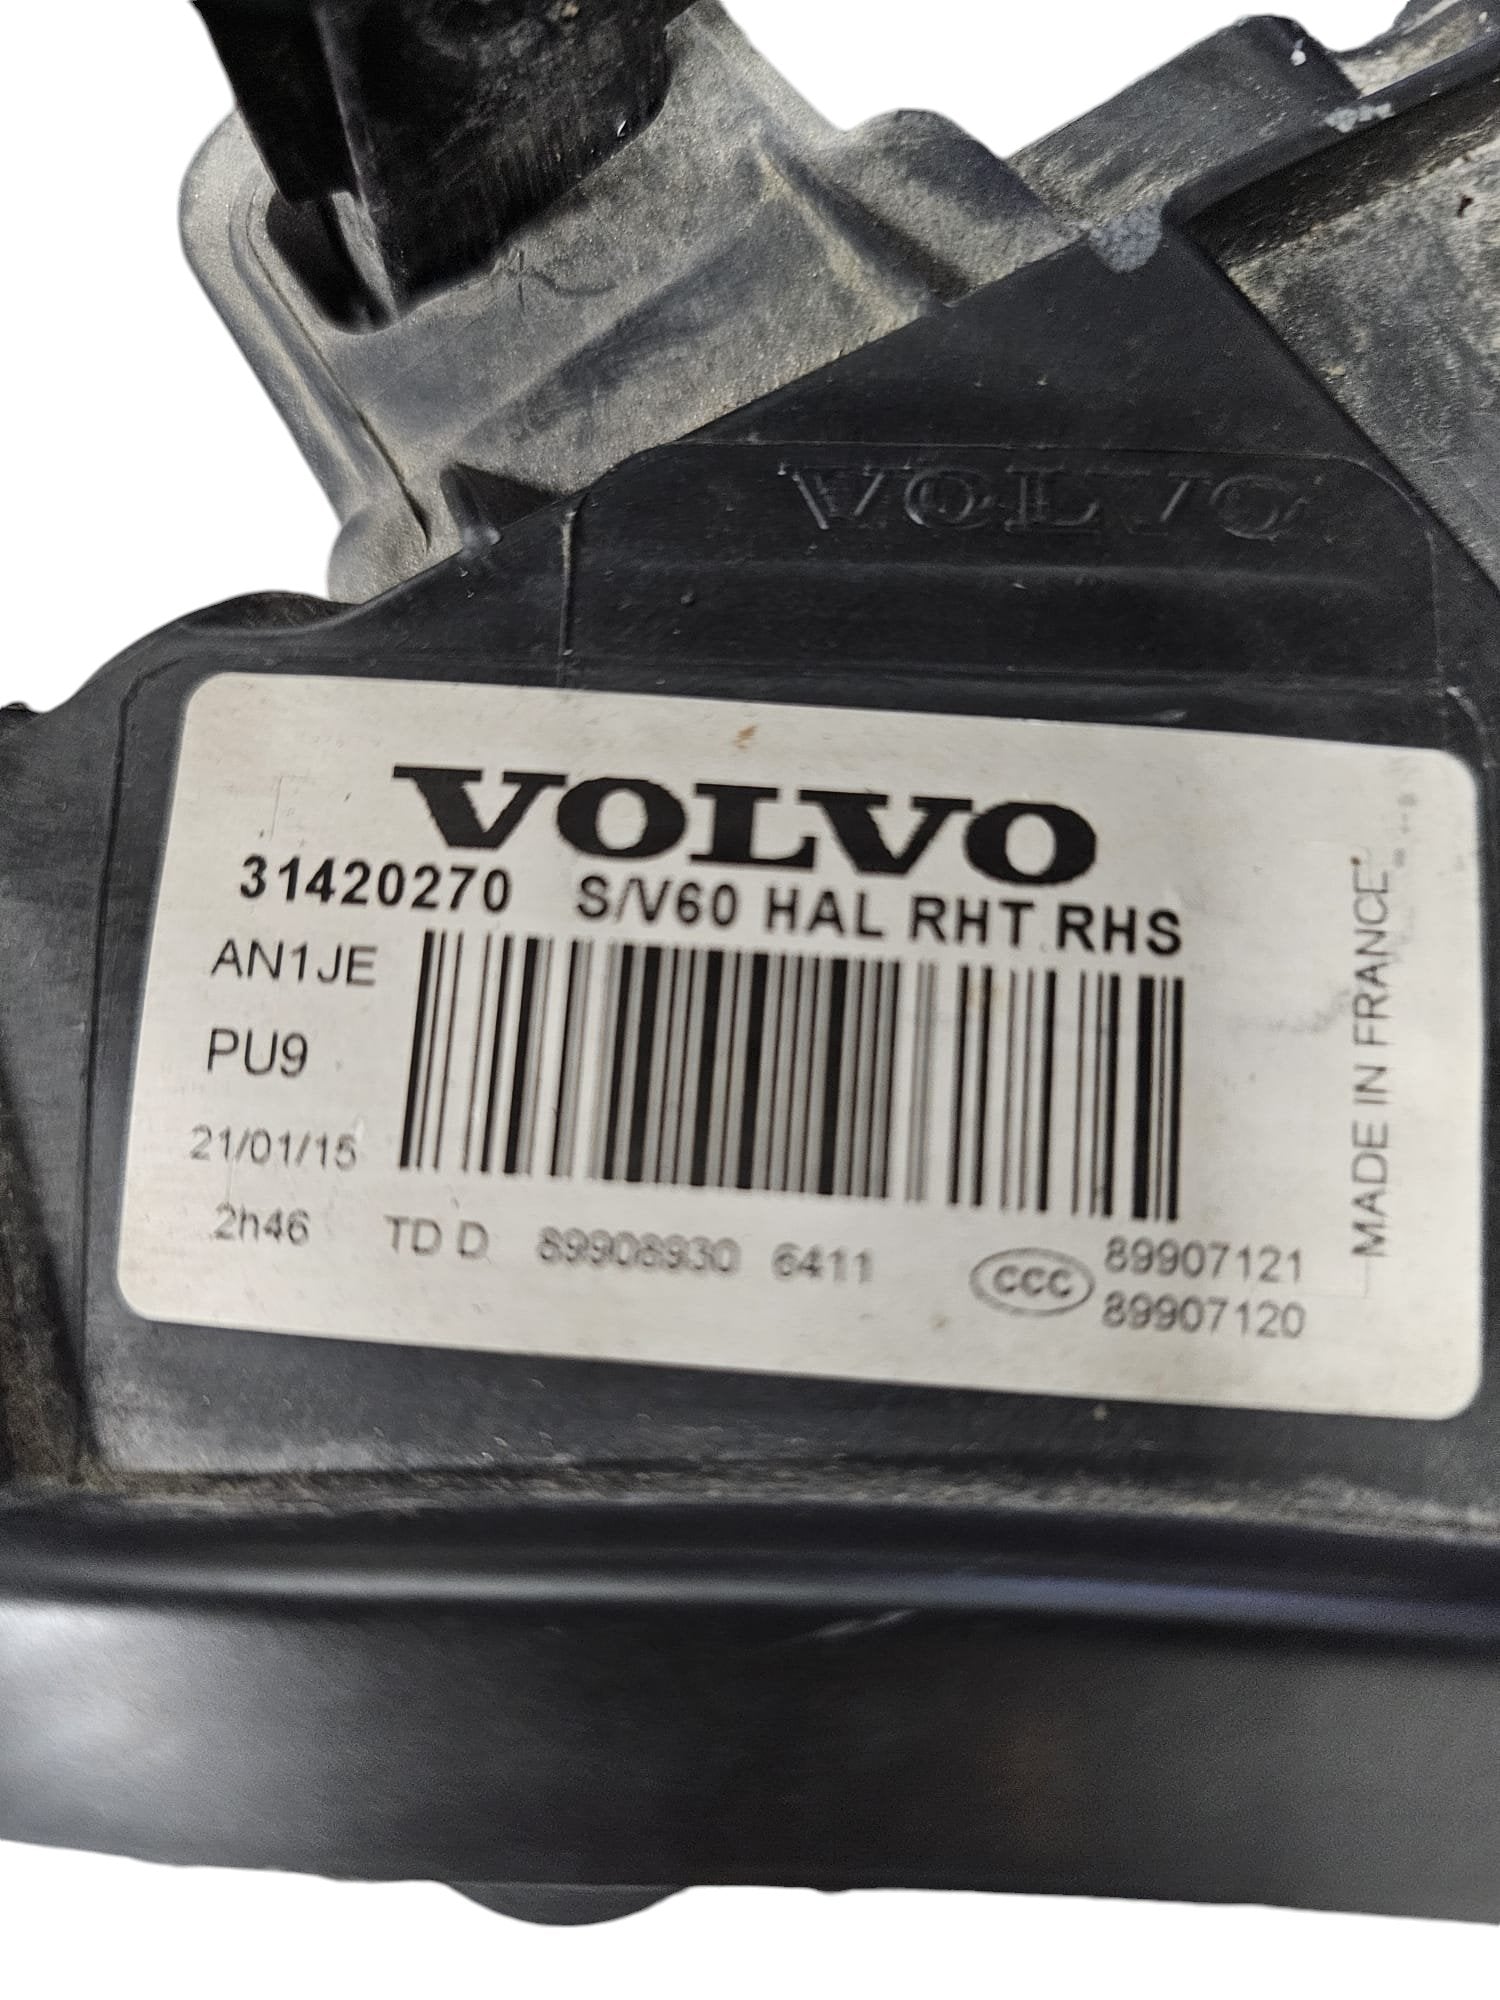 VOLVO
VOLVO
31420270 S/V60 HAL RHT RHS
AN1JE
PU9
21/01/15
2h46 TD D 89908930 6411 CCC 89907121
89907120
MADE IN FRANCE